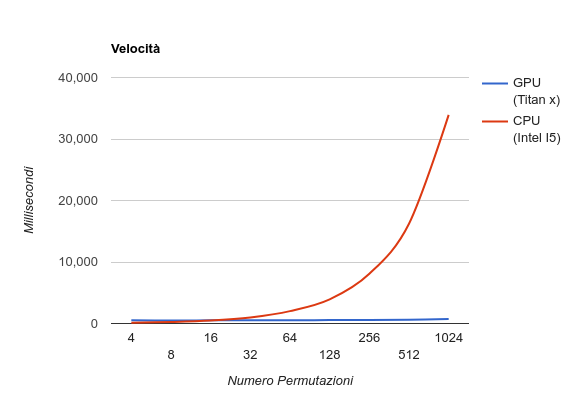 Velocità
40,000
30,000
20,000
10,000
0
Millisecondi
4
8
16
32
64
128
256
512
1024
Numero Permutazioni
GPU
(Titan x)
CPU
(Intel I5)